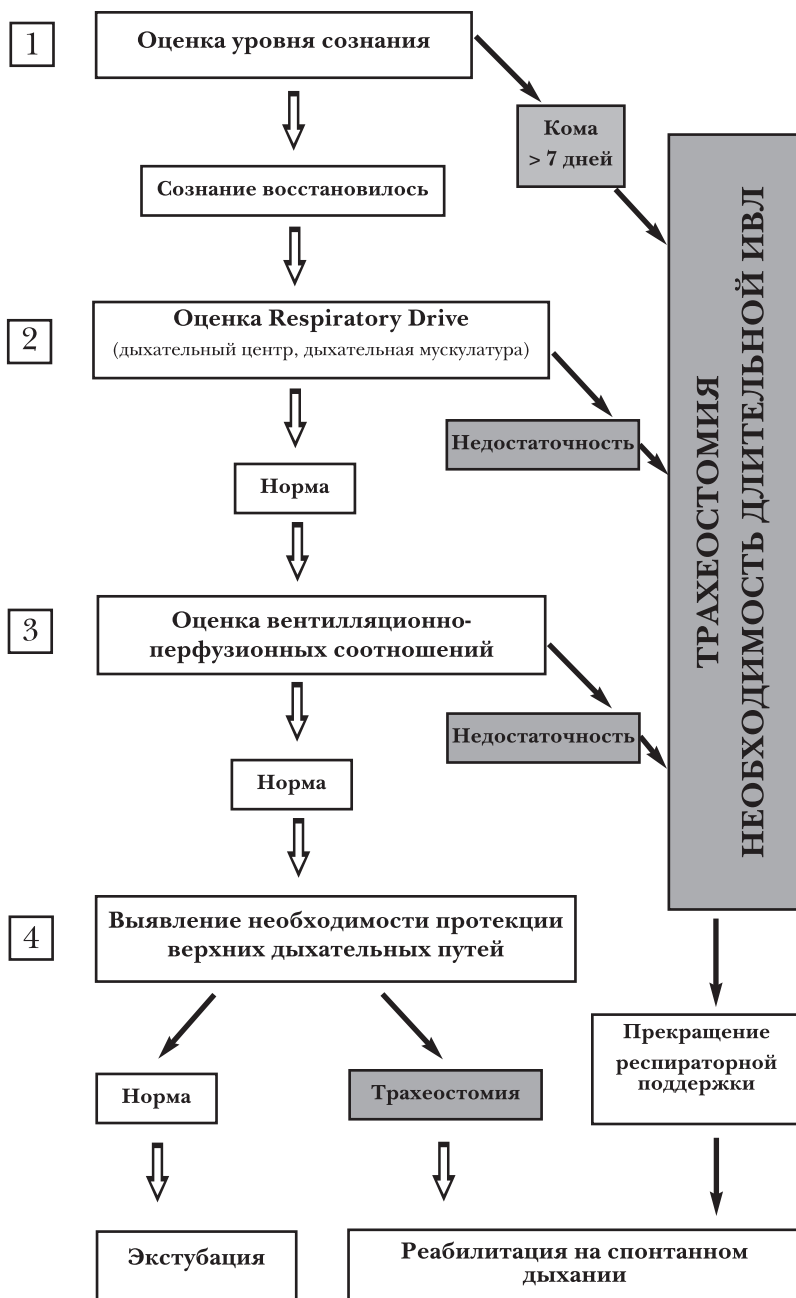 1
Оценка уровня сознания
Кома
> 7 дней
Сознание восстановилось
2
Оценка Respiratory Drive
(дыхательный центр, дыхательная мускулатура)
Недостаточность
Норма
3
Оценка вентилляционно-
перфузионных соотношений
Недостаточность
Норма
ТРАХЕОСТОМИЯ
НЕОБХОДИМОСТЬ ДЛИТЕЛЬНОЙ ИВЛ
4
Выявление необходимости протекции
верхних дыхательных путей
Норма
Трахеостомия
Прекращение
респираторной
поддержки
Экстубация
Реабилитация на спонтанном
дыхании